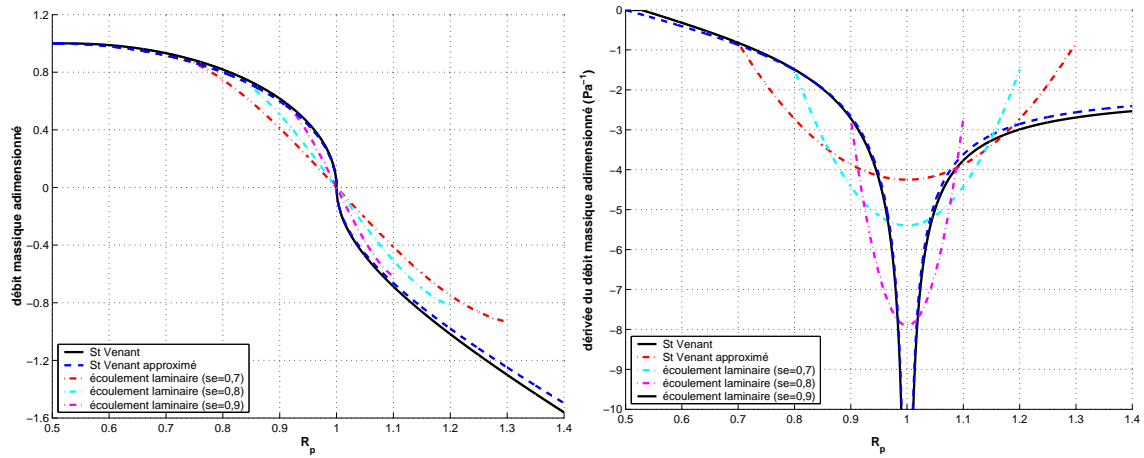 débit massique adimensionné
1.2
0.8
0.4
0
−0.4
−0.8
−1.2
−1.6
St Venant
St Venant approximé
écoulement laminaire (se=0,7)
écoulement laminaire (se=0,8)
écoulement laminaire (se=0,9)
0.5 0.6 0.7 0.8 0.9 1 1.1 1.2 1.3 1.4
R_p
dérivée du débit massique adimensionné (Pa⁻¹)
0
−1
−2
−3
−4
−5
−6
−7
−8
−9
−10
St Venant
St Venant approximé
écoulement laminaire (se=0,7)
écoulement laminaire (se=0,8)
écoulement laminaire (se=0,9)
0.5 0.6 0.7 0.8 0.9 1 1.1 1.2 1.3 1.4
R_p